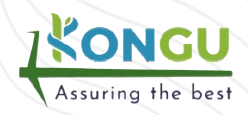 KONGU
Assuring the best